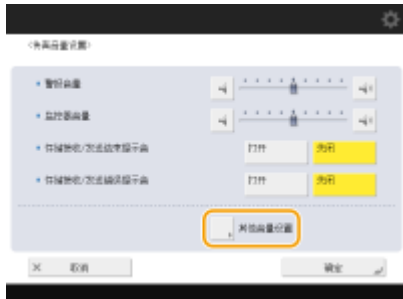 <传真音量设置>
警报音量
监控器音量
存储接收/发送结束提示音
打开 关闭
存储接收/发送错误提示音
打开 关闭
其他音量设置
取消 确定